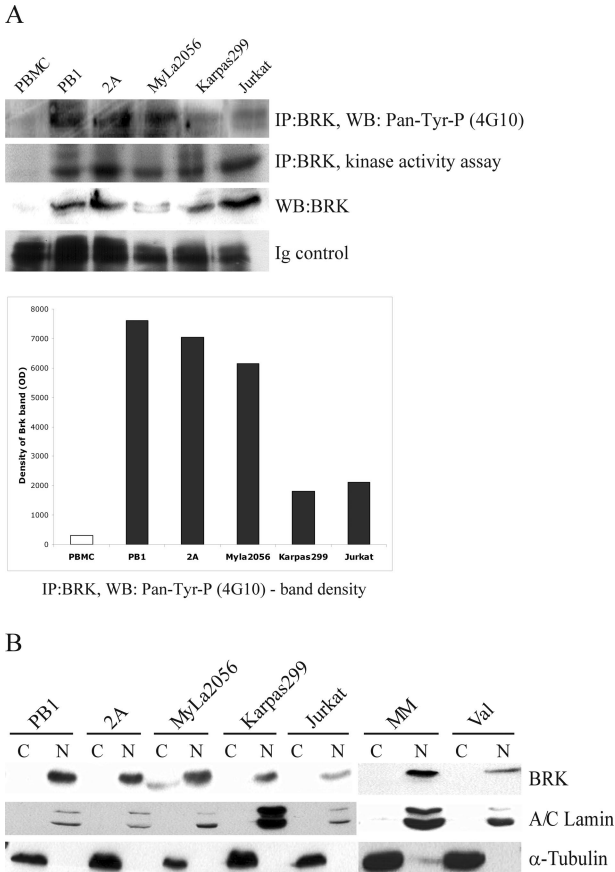 A
PBMC PB1 2A MyLa2056 Karpas299 Jurkat
IP:BRK, WB: Pan-Tyr-P (4G10)
IP:BRK, kinase activity assay
WB:BRK
Ig control
Density of Brk band (OD)
8000
7000
6000
5000
4000
3000
2000
1000
0
PBMC PB1 2A Myla2056 Karpas299 Jurkat
IP:BRK, WB: Pan-Tyr-P (4G10) - band density
B
PB1 2A MyLa2056 Karpas299 Jurkat MM Val
C N C N C N C N C N C N C N
BRK
A/C Lamin
α-Tubulin